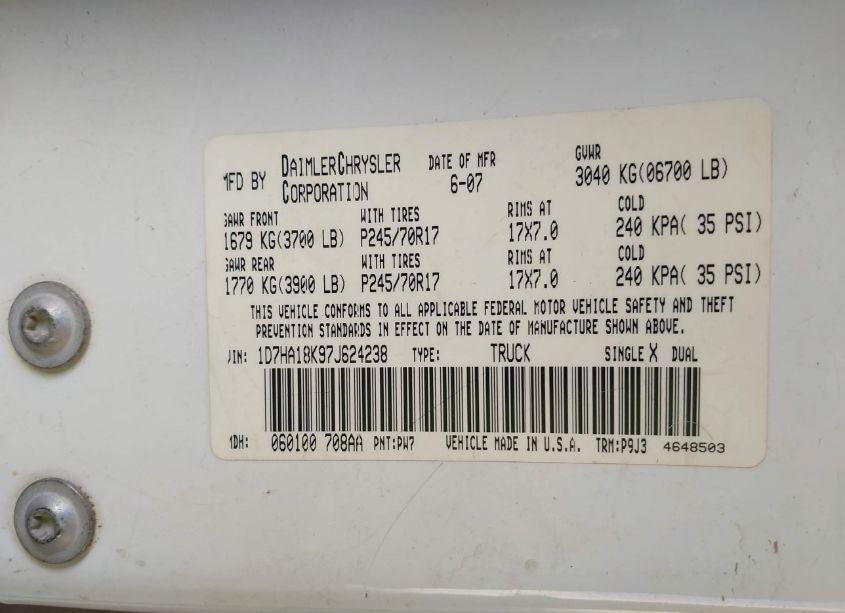 MFD BY DAIMLERCHRYSLER CORPORATION DATE OF MFR 6-07 GVWR 3040 KG(06700 LB)
GAWR FRONT WITH TIRES RIMS AT COLD
1679 KG(3700 LB) P245/70R17 17X7.0 240 KPA( 35 PSI)
GAWR REAR WITH TIRES RIMS AT COLD
1770 KG(3900 LB) P245/70R17 17X7.0 240 KPA( 35 PSI)
THIS VEHICLE CONFORMS TO ALL APPLICABLE FEDERAL MOTOR VEHICLE SAFETY AND THEFT
PREVENTION STANDARDS IN EFFECT ON THE DATE OF MANUFACTURE SHOWN ABOVE.
VIN: 1D7HA18K97J624238 TYPE: TRUCK SINGLE X DUAL
MDH: 060100 708AA PNT:PW7 VEHICLE MADE IN U.S.A. TRM:P9J3 4648503